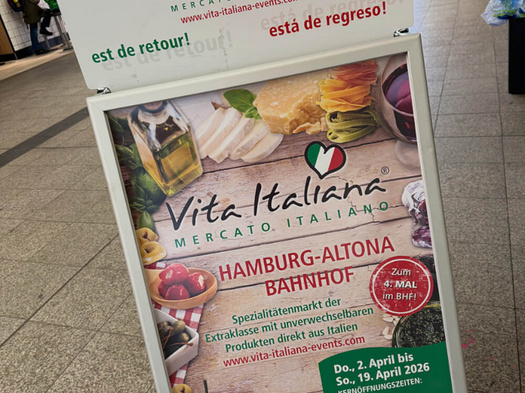 MERCATO
www.vita-italiana-events.com
est de retour!
está de regreso!
Vita Italiana®
MERCATO ITALIANO
HAMBURG-ALTONA
BAHNHOF
Zum
4. MAL
im BHF!
Spezialitätenmarkt der
Extraklasse mit unverwechselbaren
Produkten direkt aus Italien
www.vita-italiana-events.com
Do., 2. April bis
So., 19. April 2026
KERNÖFFNUNGSZEITEN: